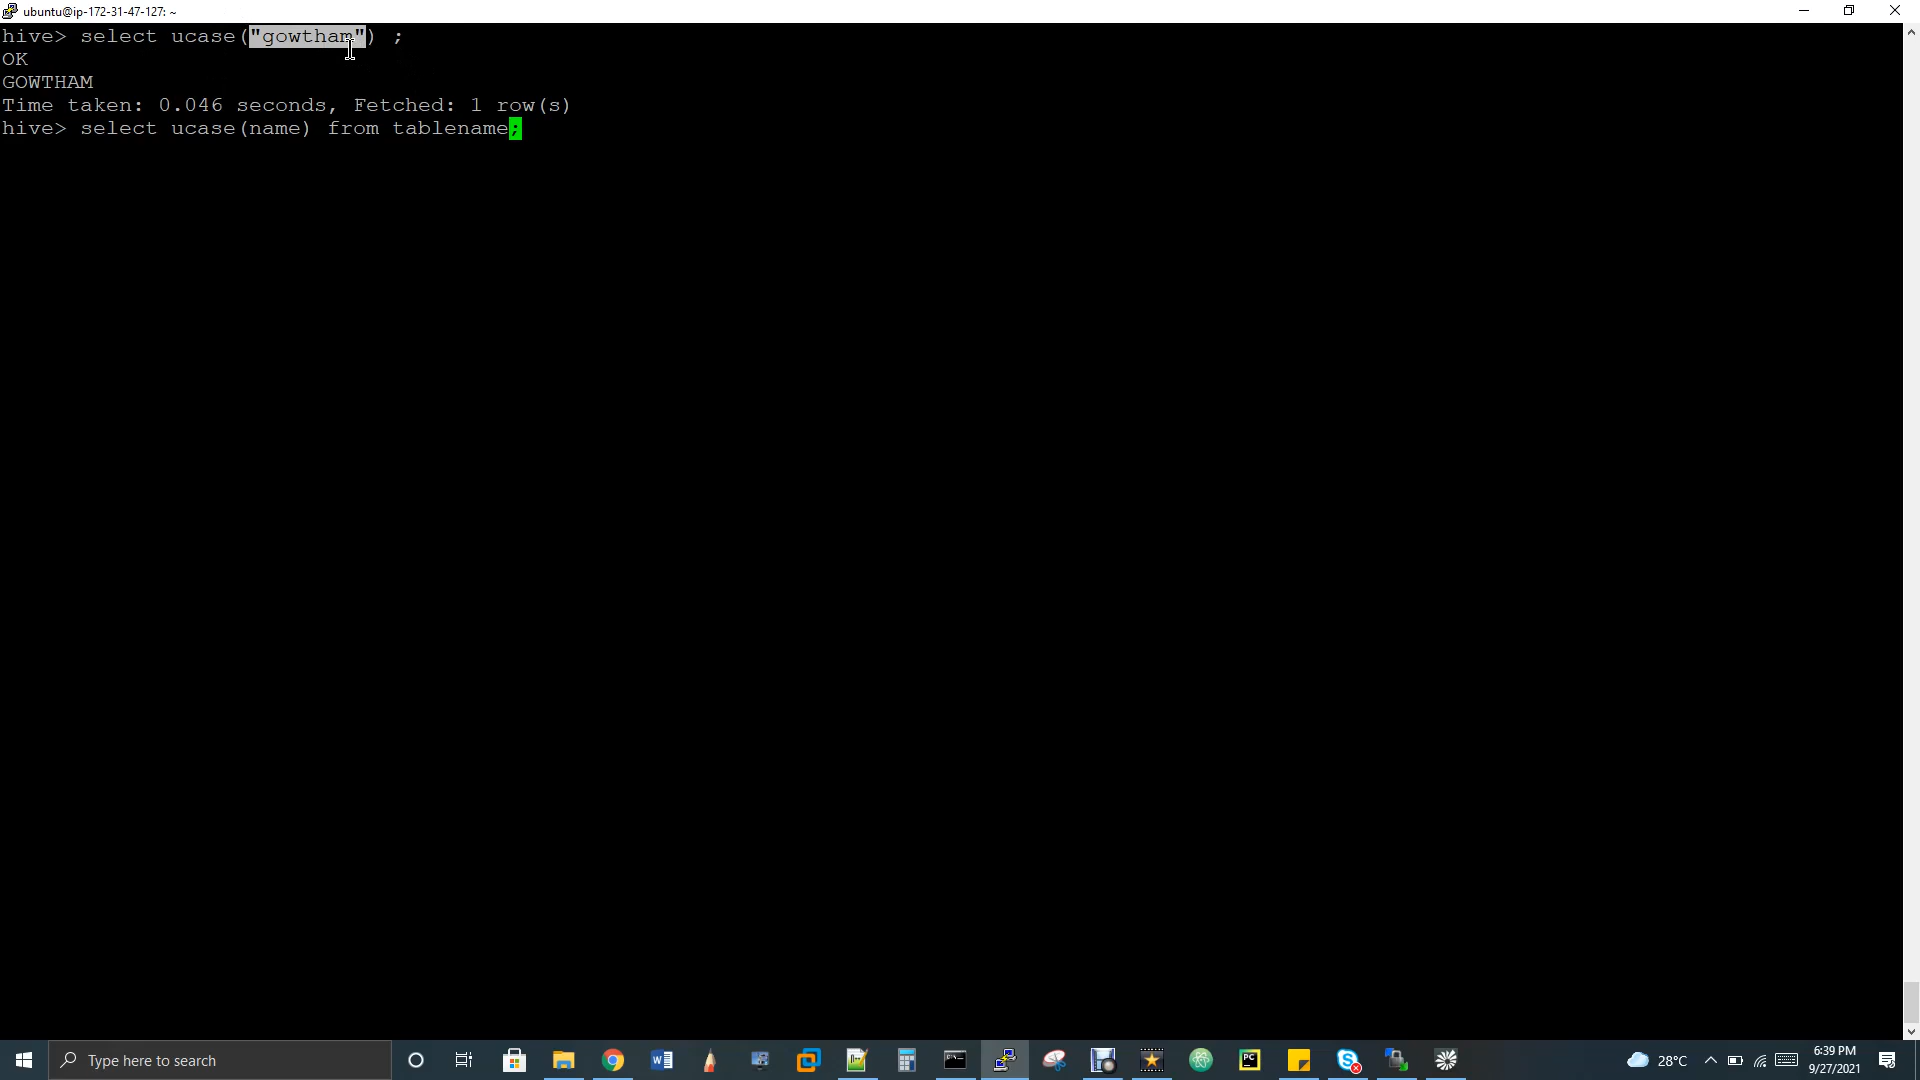 ubuntu@ip-172-31-47-127: ~
hive> select ucase("gowtham") ;
OK
GOWTHAM
Time taken: 0.046 seconds, Fetched: 1 row(s)
hive> select ucase(name) from tablename;
Type here to search
28°C
6:39 PM
9/27/2021